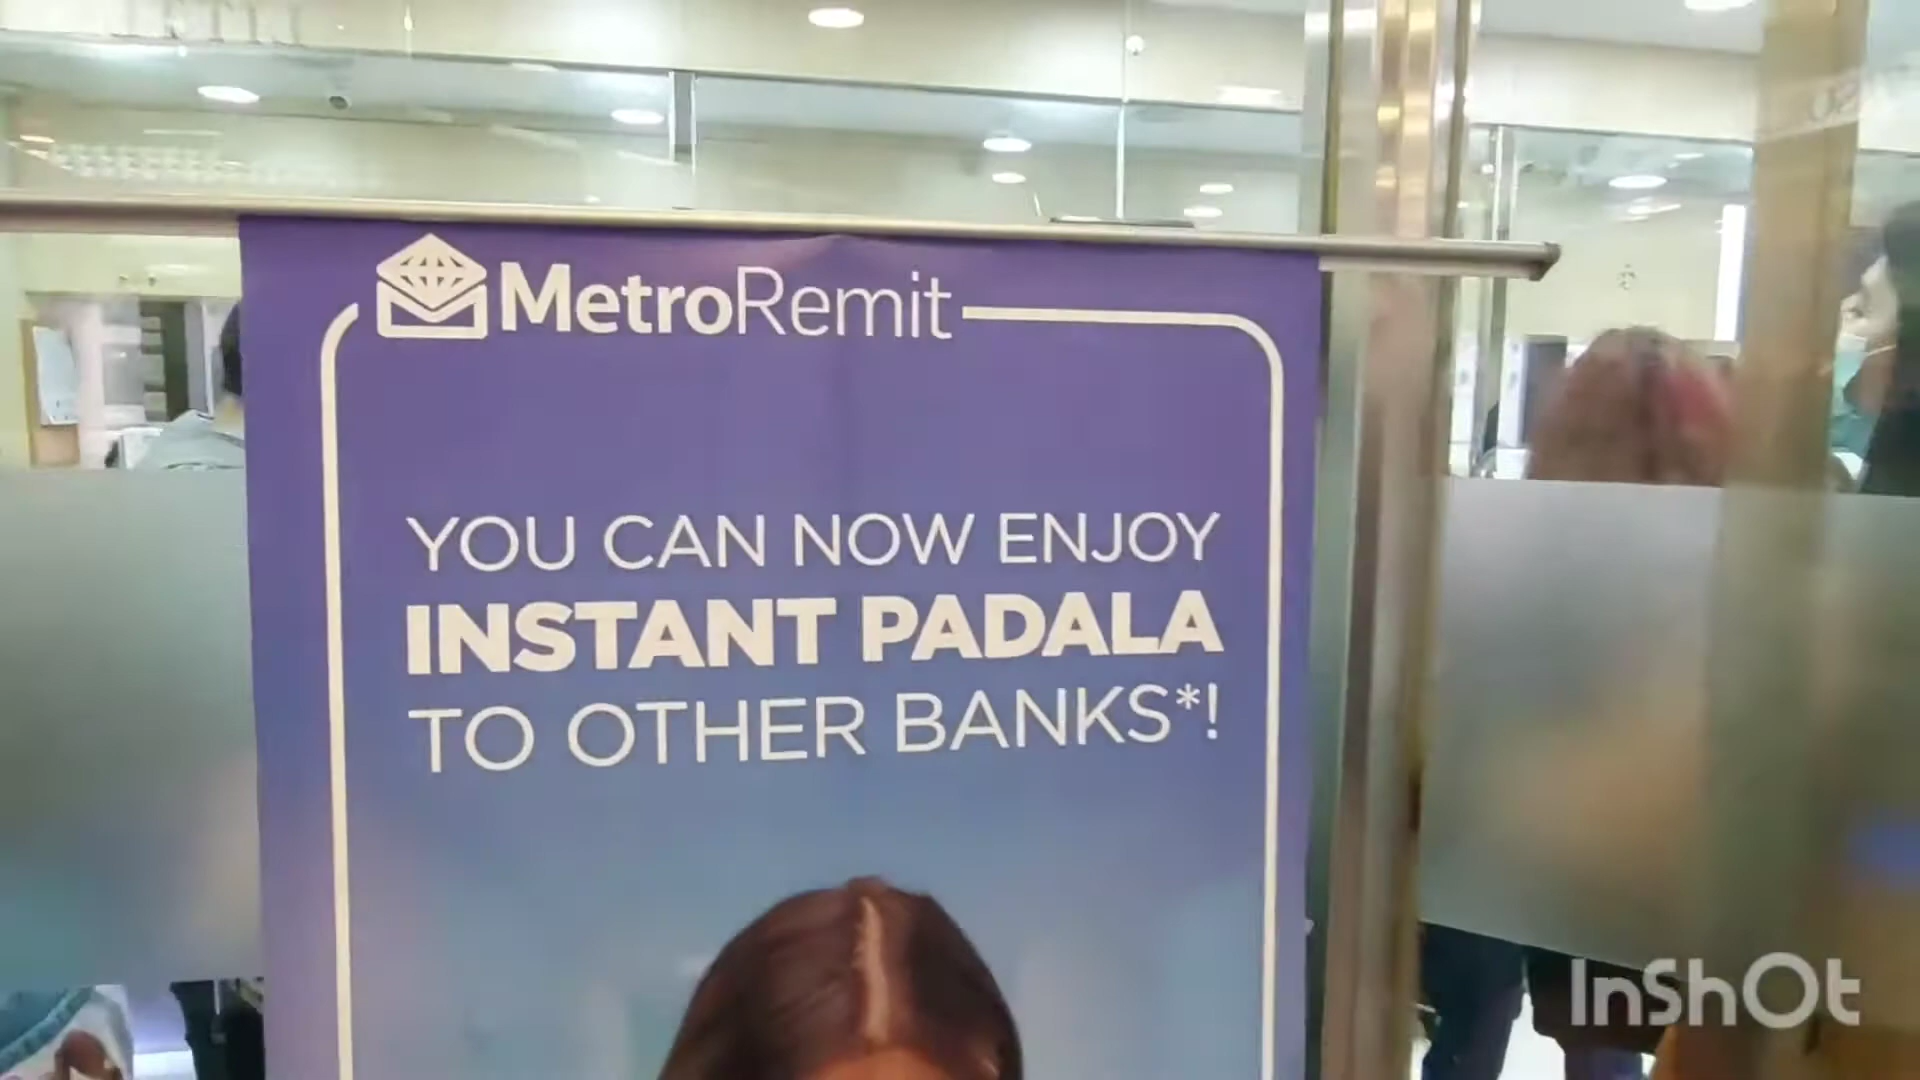 MetroRemit
YOU CAN NOW ENJOY
INSTANT PADALA
TO OTHER BANKS*!
InShOt